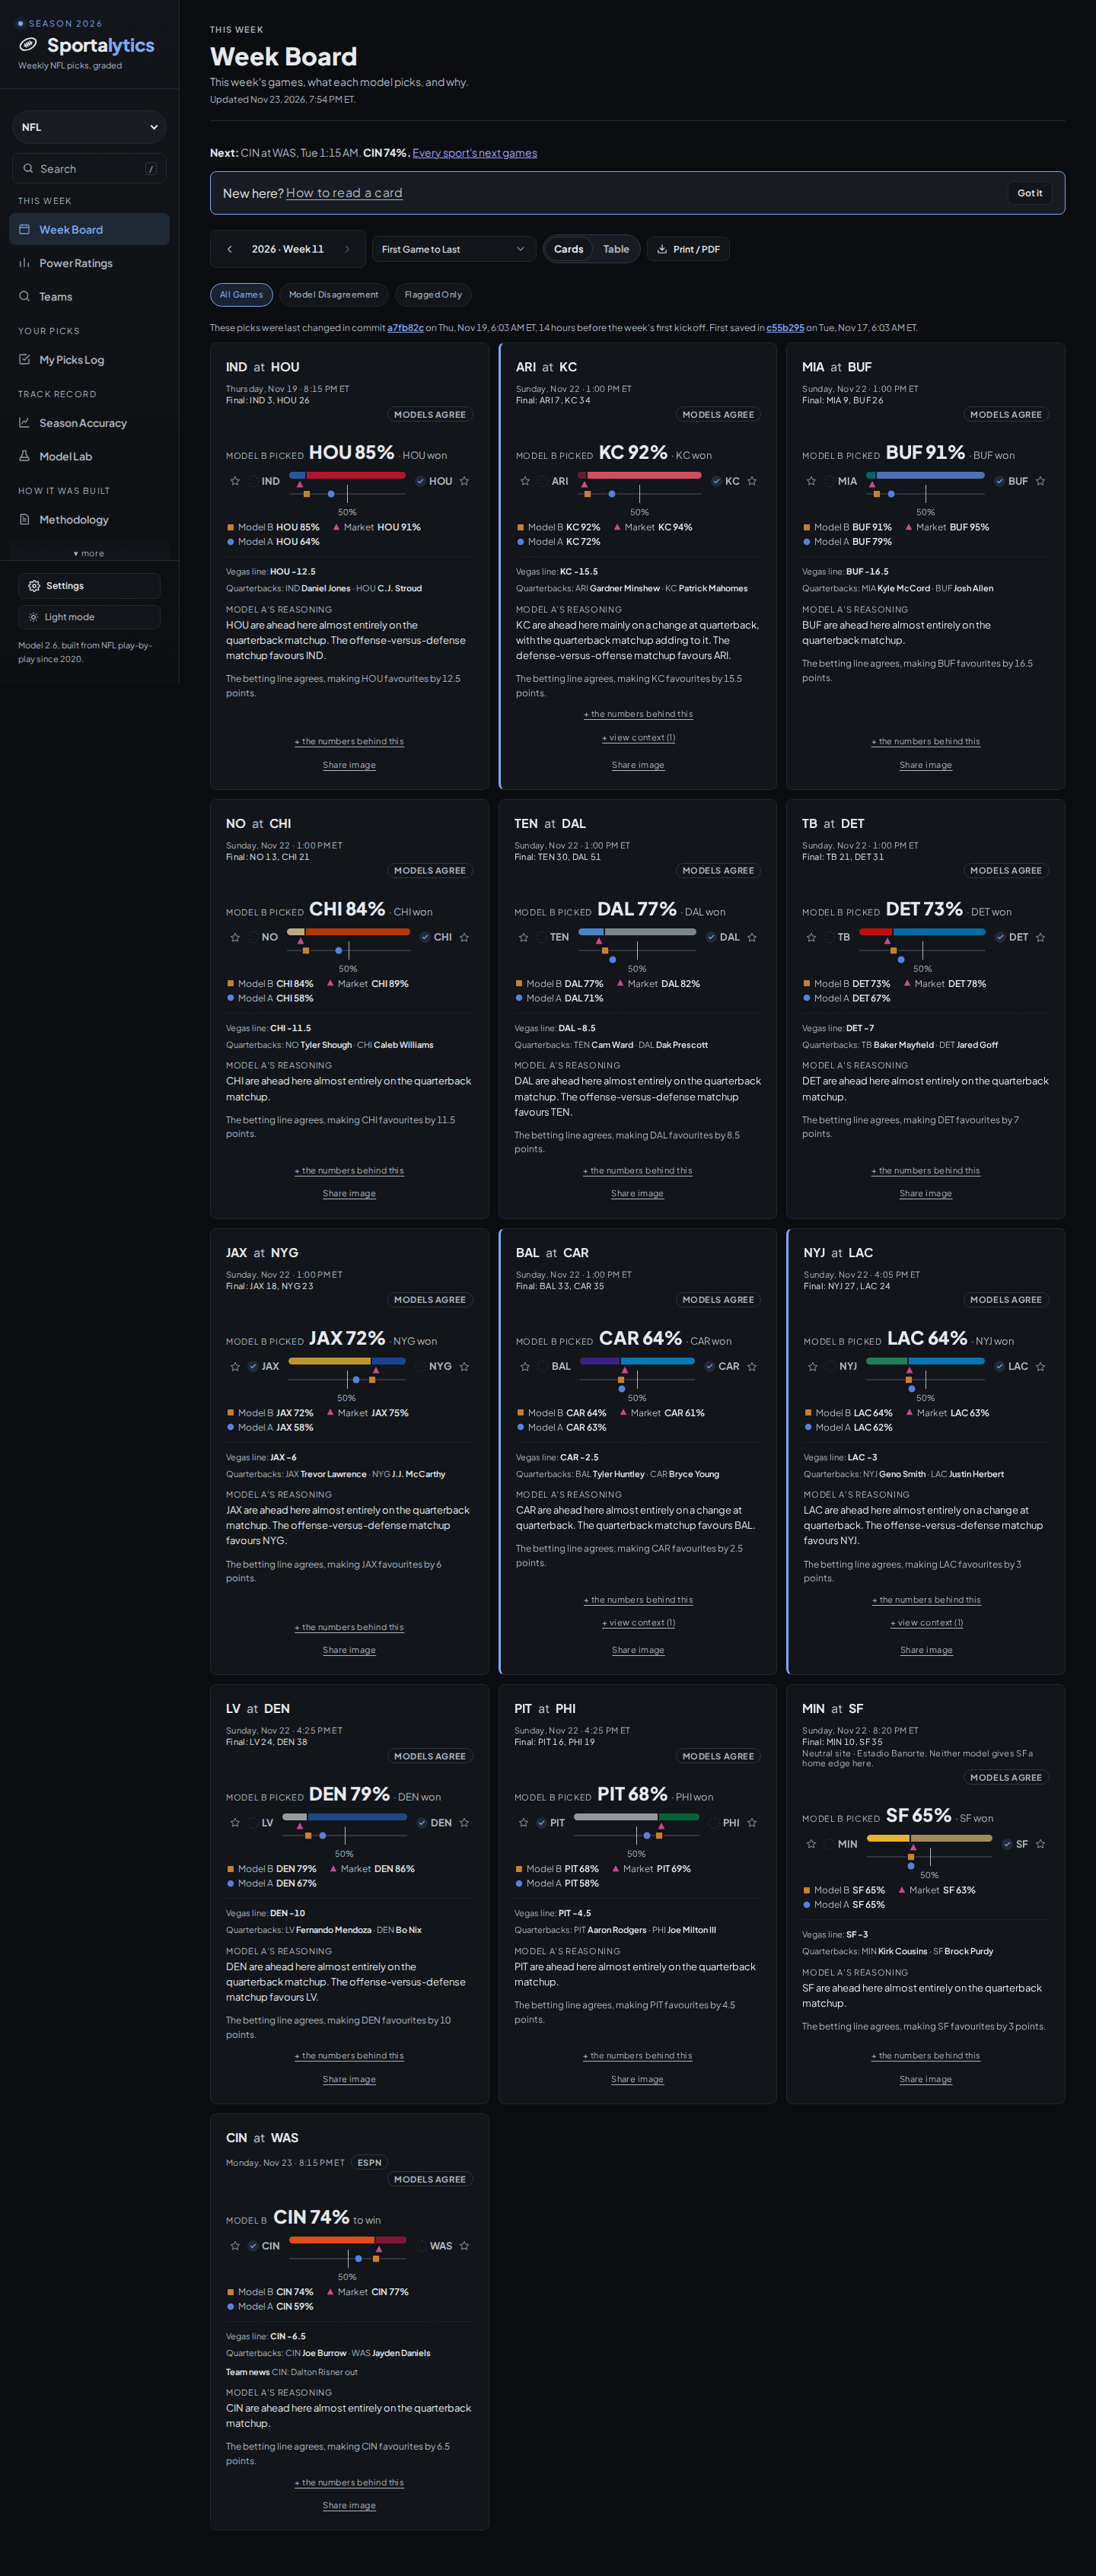 SEASON 2026
Sportalytics
Weekly NFL picks, graded
NFL
Search /
THIS WEEK
Week Board
Power Ratings
Teams
YOUR PICKS
My Picks Log
TRACK RECORD
Season Accuracy
Model Lab
HOW IT WAS BUILT
Methodology
▾ more
Settings
Light mode
Model 2.6, built from NFL play-by-
play since 2020.
THIS WEEK
Week Board
This week's games, what each model picks, and why.
Updated Nov 23, 2026, 7:54 PM ET.
Next: CIN at WAS, Tue 1:15 AM. CIN 74%. Every sport's next games
New here? How to read a card
Got it
2026 · Week 11
First Game to Last
Cards Table
Print / PDF
All Games Model Disagreement Flagged Only
These picks were last changed in commit a7fb82c on Thu, Nov 19, 6:03 AM ET, 14 hours before the week's first kickoff. First saved in c55b295 on Tue, Nov 17, 6:03 AM ET.
IND at HOU
Thursday, Nov 19 · 8:15 PM ET
Final: IND 3, HOU 26
MODELS AGREE
MODEL B PICKED HOU 85% · HOU won
IND HOU
50%
Model B HOU 85% Market HOU 91%
Model A HOU 64%
Vegas line: HOU -12.5
Quarterbacks: IND Daniel Jones · HOU C.J. Stroud
MODEL A'S REASONING
HOU are ahead here almost entirely on the
quarterback matchup. The offense-versus-defense
matchup favours IND.
The betting line agrees, making HOU favourites by 12.5
points.
+ the numbers behind this
Share image
ARI at KC
Sunday, Nov 22 · 1:00 PM ET
Final: ARI 7, KC 34
MODELS AGREE
MODEL B PICKED KC 92% · KC won
ARI KC
50%
Model B KC 92% Market KC 94%
Model A KC 72%
Vegas line: KC -15.5
Quarterbacks: ARI Gardner Minshew · KC Patrick Mahomes
MODEL A'S REASONING
KC are ahead here mainly on a change at quarterback,
with the quarterback matchup adding to it. The
defense-versus-offense matchup favours ARI.
The betting line agrees, making KC favourites by 15.5
points.
+ the numbers behind this
+ view context (1)
Share image
MIA at BUF
Sunday, Nov 22 · 1:00 PM ET
Final: MIA 9, BUF 26
MODELS AGREE
MODEL B PICKED BUF 91% · BUF won
MIA BUF
50%
Model B BUF 91% Market BUF 95%
Model A BUF 79%
Vegas line: BUF -16.5
Quarterbacks: MIA Kyle McCord · BUF Josh Allen
MODEL A'S REASONING
BUF are ahead here almost entirely on the
quarterback matchup.
The betting line agrees, making BUF favourites by 16.5
points.
+ the numbers behind this
Share image
NO at CHI
Sunday, Nov 22 · 1:00 PM ET
Final: NO 13, CHI 21
MODELS AGREE
MODEL B PICKED CHI 84% · CHI won
NO CHI
50%
Model B CHI 84% Market CHI 89%
Model A CHI 58%
Vegas line: CHI -11.5
Quarterbacks: NO Tyler Shough · CHI Caleb Williams
MODEL A'S REASONING
CHI are ahead here almost entirely on the quarterback
matchup.
The betting line agrees, making CHI favourites by 11.5
points.
+ the numbers behind this
Share image
TEN at DAL
Sunday, Nov 22 · 1:00 PM ET
Final: TEN 30, DAL 51
MODELS AGREE
MODEL B PICKED DAL 77% · DAL won
TEN DAL
50%
Model B DAL 77% Market DAL 82%
Model A DAL 71%
Vegas line: DAL -8.5
Quarterbacks: TEN Cam Ward · DAL Dak Prescott
MODEL A'S REASONING
DAL are ahead here almost entirely on the quarterback
matchup. The offense-versus-defense matchup
favours TEN.
The betting line agrees, making DAL favourites by 8.5
points.
+ the numbers behind this
Share image
TB at DET
Sunday, Nov 22 · 1:00 PM ET
Final: TB 21, DET 31
MODELS AGREE
MODEL B PICKED DET 73% · DET won
TB DET
50%
Model B DET 73% Market DET 78%
Model A DET 67%
Vegas line: DET -7
Quarterbacks: TB Baker Mayfield · DET Jared Goff
MODEL A'S REASONING
DET are ahead here almost entirely on the quarterback
matchup.
The betting line agrees, making DET favourites by 7
points.
+ the numbers behind this
Share image
JAX at NYG
Sunday, Nov 22 · 1:00 PM ET
Final: JAX 18, NYG 23
MODELS AGREE
MODEL B PICKED JAX 72% · NYG won
JAX NYG
50%
Model B JAX 72% Market JAX 75%
Model A JAX 58%
Vegas line: JAX -6
Quarterbacks: JAX Trevor Lawrence · NYG J.J. McCarthy
MODEL A'S REASONING
JAX are ahead here almost entirely on the quarterback
matchup. The offense-versus-defense matchup
favours NYG.
The betting line agrees, making JAX favourites by 6
points.
+ the numbers behind this
Share image
BAL at CAR
Sunday, Nov 22 · 1:00 PM ET
Final: BAL 33, CAR 35
MODELS AGREE
MODEL B PICKED CAR 64% · CAR won
BAL CAR
50%
Model B CAR 64% Market CAR 61%
Model A CAR 63%
Vegas line: CAR -2.5
Quarterbacks: BAL Tyler Huntley · CAR Bryce Young
MODEL A'S REASONING
CAR are ahead here almost entirely on a change at
quarterback. The quarterback matchup favours BAL.
The betting line agrees, making CAR favourites by 2.5
points.
+ the numbers behind this
+ view context (1)
Share image
NYJ at LAC
Sunday, Nov 22 · 4:05 PM ET
Final: NYJ 27, LAC 24
MODELS AGREE
MODEL B PICKED LAC 64% · NYJ won
NYJ LAC
50%
Model B LAC 64% Market LAC 63%
Model A LAC 62%
Vegas line: LAC -3
Quarterbacks: NYJ Geno Smith · LAC Justin Herbert
MODEL A'S REASONING
LAC are ahead here almost entirely on a change at
quarterback. The offense-versus-defense matchup
favours NYJ.
The betting line agrees, making LAC favourites by 3
points.
+ the numbers behind this
+ view context (1)
Share image
LV at DEN
Sunday, Nov 22 · 4:25 PM ET
Final: LV 24, DEN 38
MODELS AGREE
MODEL B PICKED DEN 79% · DEN won
LV DEN
50%
Model B DEN 79% Market DEN 86%
Model A DEN 67%
Vegas line: DEN -10
Quarterbacks: LV Fernando Mendoza · DEN Bo Nix
MODEL A'S REASONING
DEN are ahead here almost entirely on the
quarterback matchup. The offense-versus-defense
matchup favours LV.
The betting line agrees, making DEN favourites by 10
points.
+ the numbers behind this
Share image
PIT at PHI
Sunday, Nov 22 · 4:25 PM ET
Final: PIT 16, PHI 19
MODELS AGREE
MODEL B PICKED PIT 68% · PHI won
PIT PHI
50%
Model B PIT 68% Market PIT 69%
Model A PIT 58%
Vegas line: PIT -4.5
Quarterbacks: PIT Aaron Rodgers · PHI Joe Milton III
MODEL A'S REASONING
PIT are ahead here almost entirely on the quarterback
matchup.
The betting line agrees, making PIT favourites by 4.5
points.
+ the numbers behind this
Share image
MIN at SF
Sunday, Nov 22 · 8:20 PM ET
Final: MIN 10, SF 35
Neutral site · Estadio Banorte. Neither model gives SF a
home edge here.
MODELS AGREE
MODEL B PICKED SF 65% · SF won
MIN SF
50%
Model B SF 65% Market SF 63%
Model A SF 65%
Vegas line: SF -3
Quarterbacks: MIN Kirk Cousins · SF Brock Purdy
MODEL A'S REASONING
SF are ahead here almost entirely on the quarterback
matchup.
The betting line agrees, making SF favourites by 3 points.
+ the numbers behind this
Share image
CIN at WAS
Monday, Nov 23 · 8:15 PM ET ESPN
MODELS AGREE
MODEL B CIN 74% to win
CIN WAS
50%
Model B CIN 74% Market CIN 77%
Model A CIN 59%
Vegas line: CIN -6.5
Quarterbacks: CIN Joe Burrow · WAS Jayden Daniels
Team news CIN: Dalton Risner out
MODEL A'S REASONING
CIN are ahead here almost entirely on the quarterback
matchup.
The betting line agrees, making CIN favourites by 6.5
points.
+ the numbers behind this
Share image